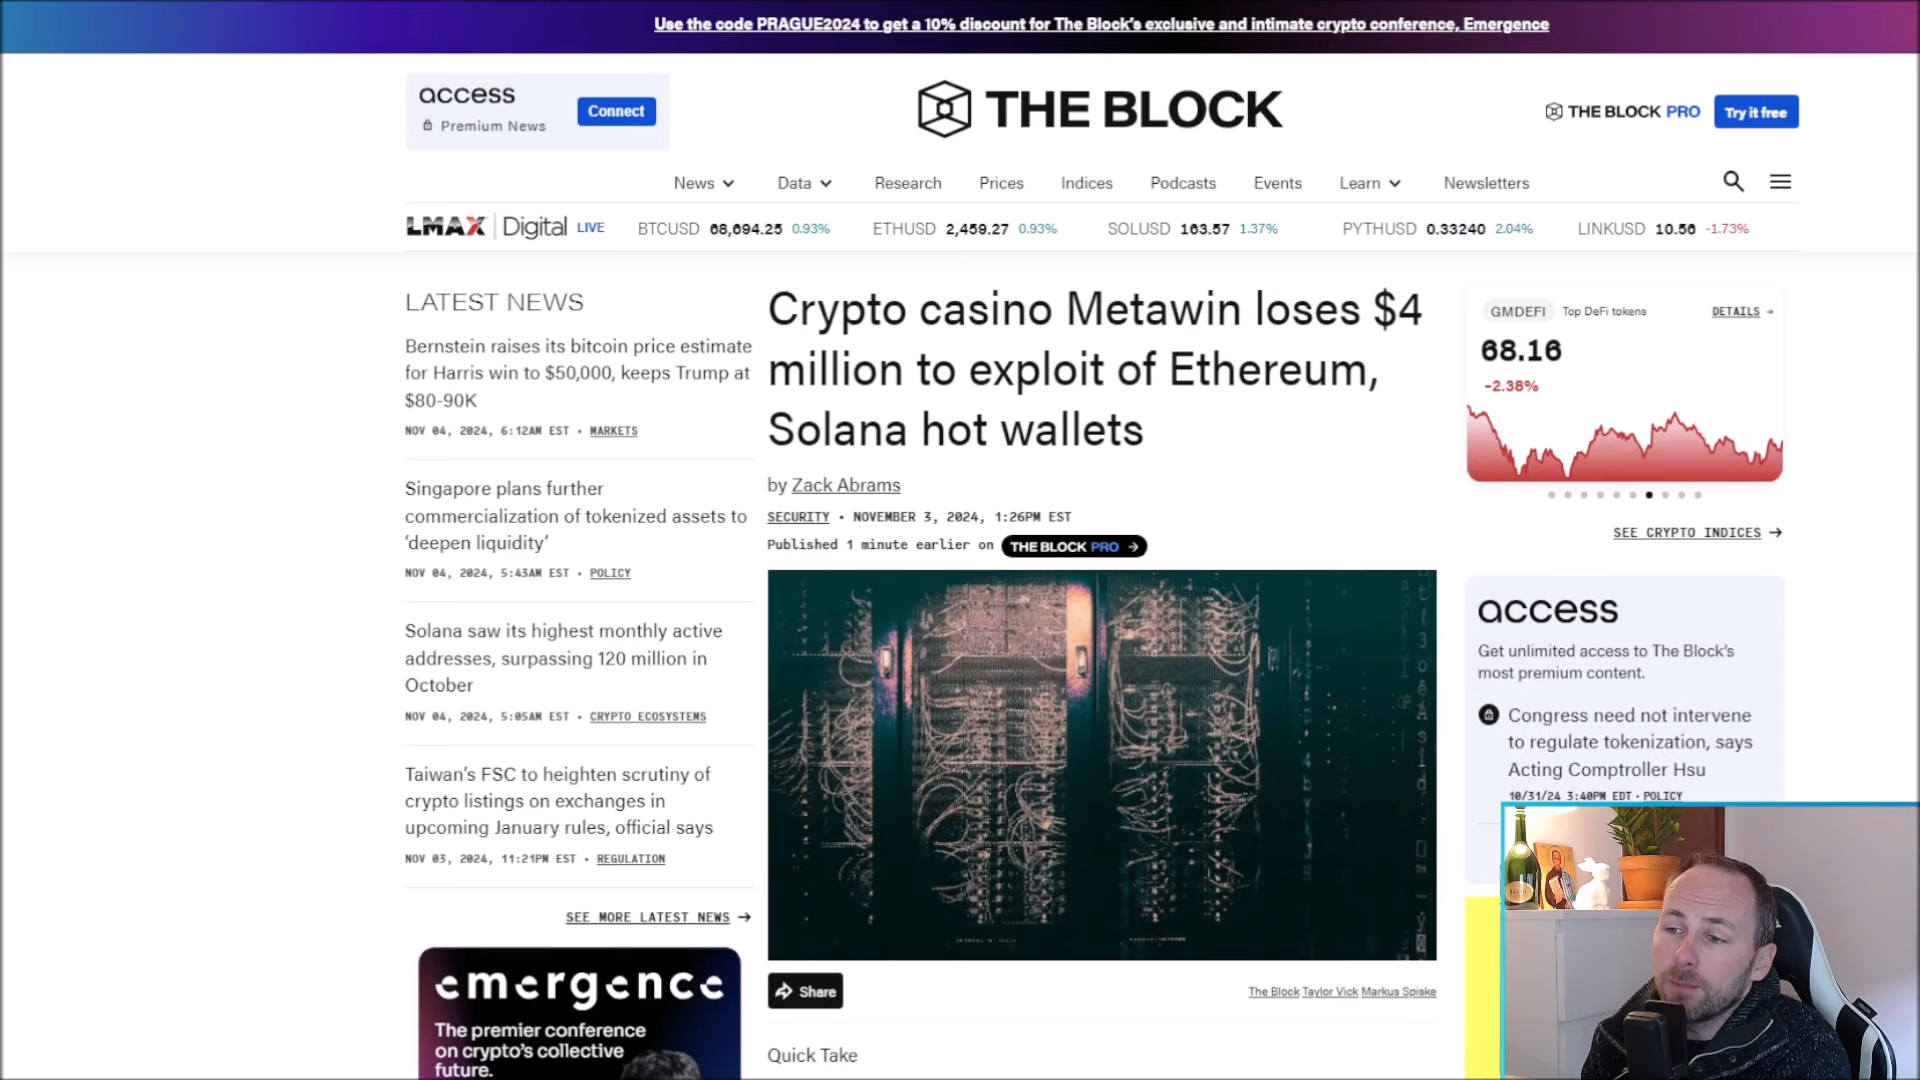 Use the code PRAGUE2024 to get a 10% discount for The Block's exclusive and intimate crypto conference, Emergence
access
Premium News
Connect
THE BLOCK
THE BLOCK PRO
Try it free
News
Data
Research
Prices
Indices
Podcasts
Events
Learn
Newsletters
LMAX Digital LIVE
BTCUSD 68,694.25 0.93%
ETHUSD 2,459.27 0.93%
SOLUSD 163.57 1.37%
PYTHUSD 0.33240 2.04%
LINKUSD 10.56 -1.73%
LATEST NEWS
Bernstein raises its bitcoin price estimate
for Harris win to $50,000, keeps Trump at
$80-90K
NOV 04, 2024, 6:12AM EST • MARKETS
Singapore plans further
commercialization of tokenized assets to
‘deepen liquidity’
NOV 04, 2024, 5:43AM EST • POLICY
Solana saw its highest monthly active
addresses, surpassing 120 million in
October
NOV 04, 2024, 5:05AM EST • CRYPTO ECOSYSTEMS
Taiwan’s FSC to heighten scrutiny of
crypto listings on exchanges in
upcoming January rules, official says
NOV 03, 2024, 11:21PM EST • REGULATION
SEE MORE LATEST NEWS →
emergence
The premier conference
on crypto’s collective
future.
Crypto casino Metawin loses $4
million to exploit of Ethereum,
Solana hot wallets
by Zack Abrams
SECURITY • NOVEMBER 3, 2024, 1:26PM EST
Published 1 minute earlier on THE BLOCK PRO →
Share
The Block Taylor Vick Markus Spiske
Quick Take
GMDEFI Top DeFi tokens DETAILS →
68.16
-2.38%
SEE CRYPTO INDICES →
access
Get unlimited access to The Block’s
most premium content.
Congress need not intervene
to regulate tokenization, says
Acting Comptroller Hsu
10/31/24 3:40PM EDT • POLICY